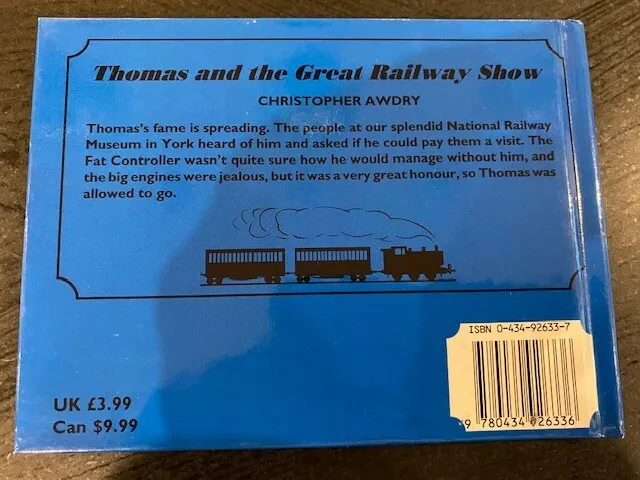 Thomas and the Great Railway Show
CHRISTOPHER AWDRY
Thomas's fame is spreading. The people at our splendid National Railway
Museum in York heard of him and asked if he could pay them a visit. The
Fat Controller wasn't quite sure how he would manage without him, and
the big engines were jealous, but it was a very great honour, so Thomas was
allowed to go.
ISBN 0-434-92633-7
9 780434 926336
UK £3.99
Can $9.99